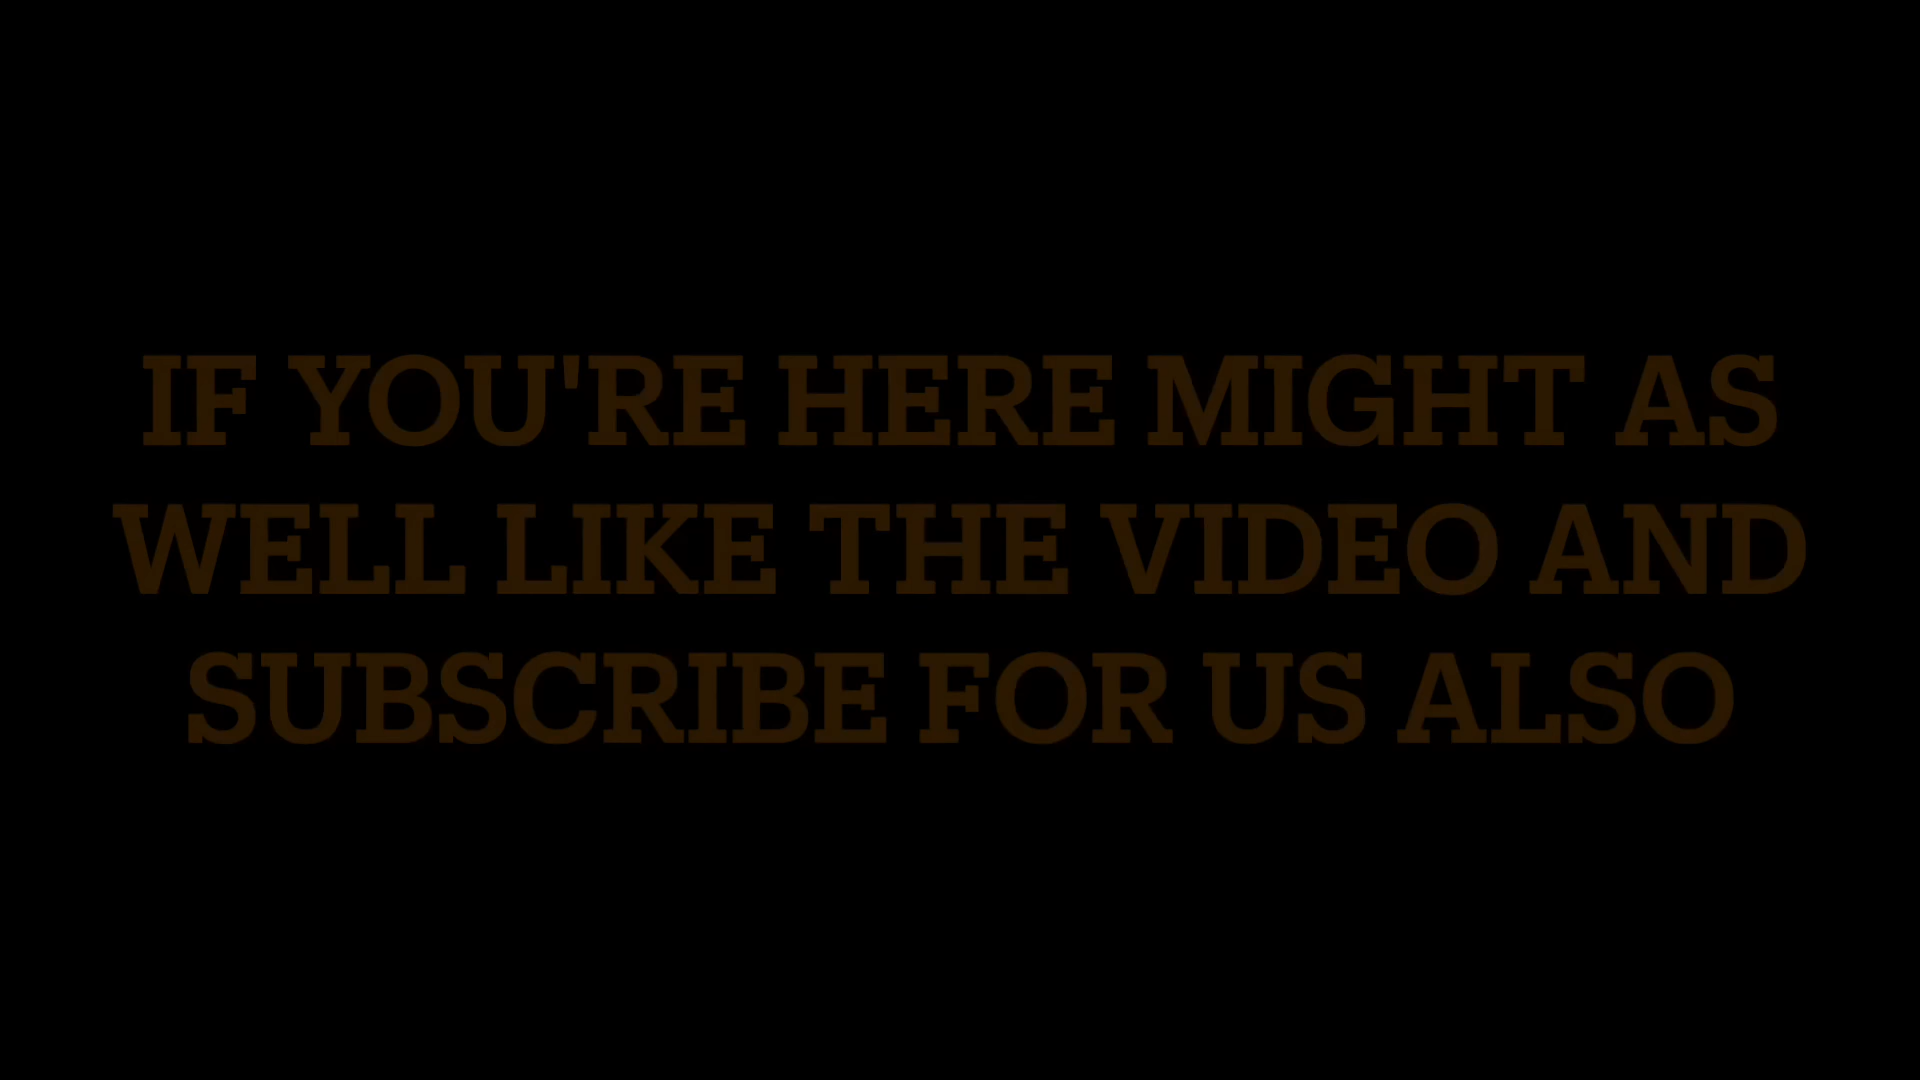 IF YOU'RE HERE MIGHT AS
WELL LIKE THE VIDEO AND
SUBSCRIBE FOR US ALSO